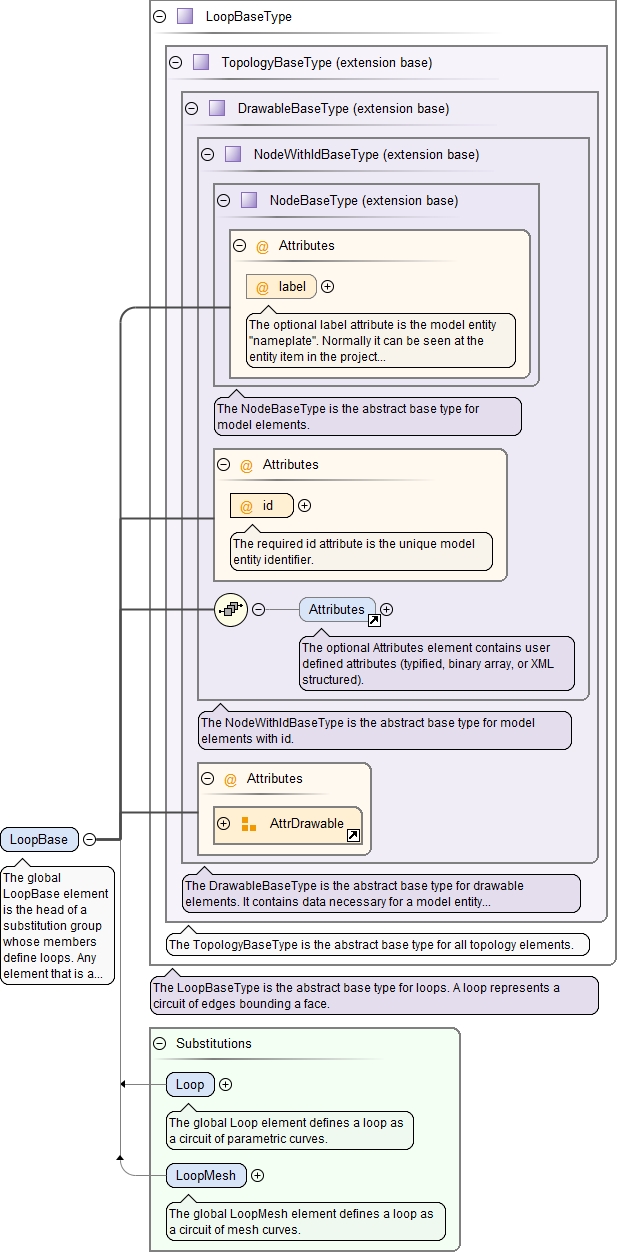 LoopBaseType
TopologyBaseType (extension base)
DrawableBaseType (extension base)
NodeWithIdBaseType (extension base)
NodeBaseType (extension base)
@ Attributes
@ label
The optional label attribute is the model entity
"nameplate". Normally it can be seen at the
entity item in the project...
The NodeBaseType is the abstract base type for
model elements.
@ Attributes
@ id
The required id attribute is the unique model
entity identifier.
Attributes
The optional Attributes element contains user
defined attributes (typified, binary array, or XML
structured).
The NodeWithIdBaseType is the abstract base type for model
elements with id.
@ Attributes
AttrDrawable
LoopBase
The global
LoopBase element
is the head of a
substitution group
whose members
define loops. Any
element that is a...
The DrawableBaseType is the abstract base type for drawable
elements. It contains data necessary for a model entity...
The TopologyBaseType is the abstract base type for all topology elements.
The LoopBaseType is the abstract base type for loops. A loop represents a
circuit of edges bounding a face.
Substitutions
Loop
The global Loop element defines a loop as
a circuit of parametric curves.
LoopMesh
The global LoopMesh element defines a loop as
a circuit of mesh curves.